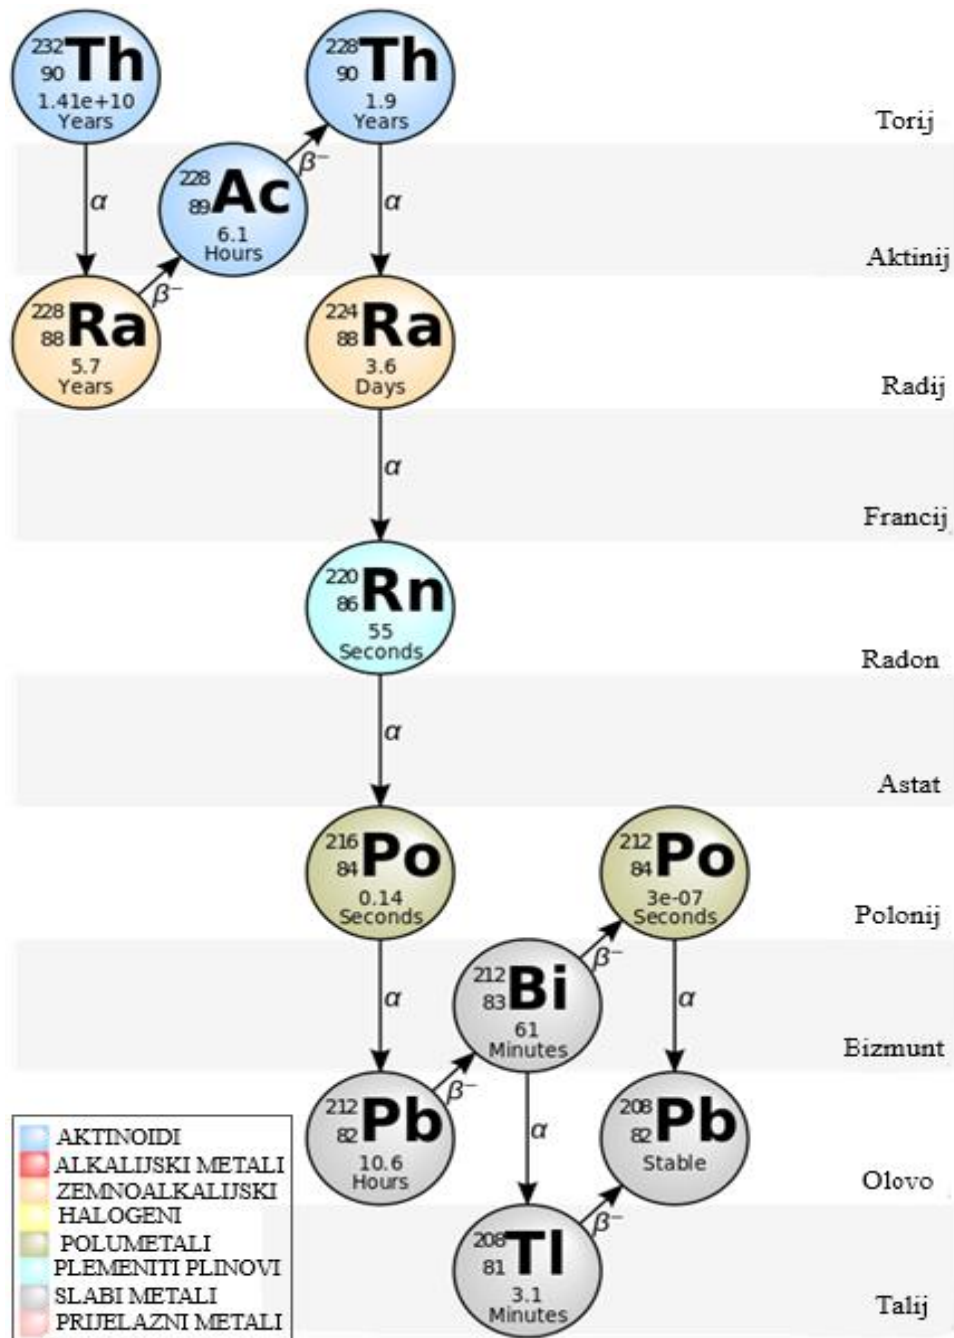 232
90 Th
1.41e+10
Years
228
90 Th
1.9
Years
Torij
α
228
89 Ac
6.1
Hours
β⁻
α
Aktinij
β⁻
228
88 Ra
5.7
Years
224
88 Ra
3.6
Days
Radij
α
Francij
220
86 Rn
55
Seconds
Radon
α
Astat
216
84 Po
0.14
Seconds
212
84 Po
3e-07
Seconds
Polonij
α
212
83 Bi
61
Minutes
β⁻
α
Bizmunt
β⁻
212
82 Pb
10.6
Hours
α
208
82 Pb
Stable
Olovo
β⁻
208
81 Tl
3.1
Minutes
Talij
AKTINOIDI
ALKALIJSKI METALI
ZEMNOALKALIJSKI
HALOGENI
POLUMETALI
PLEMENITI PLINOVI
SLABI METALI
PRIJELAZNI METALI